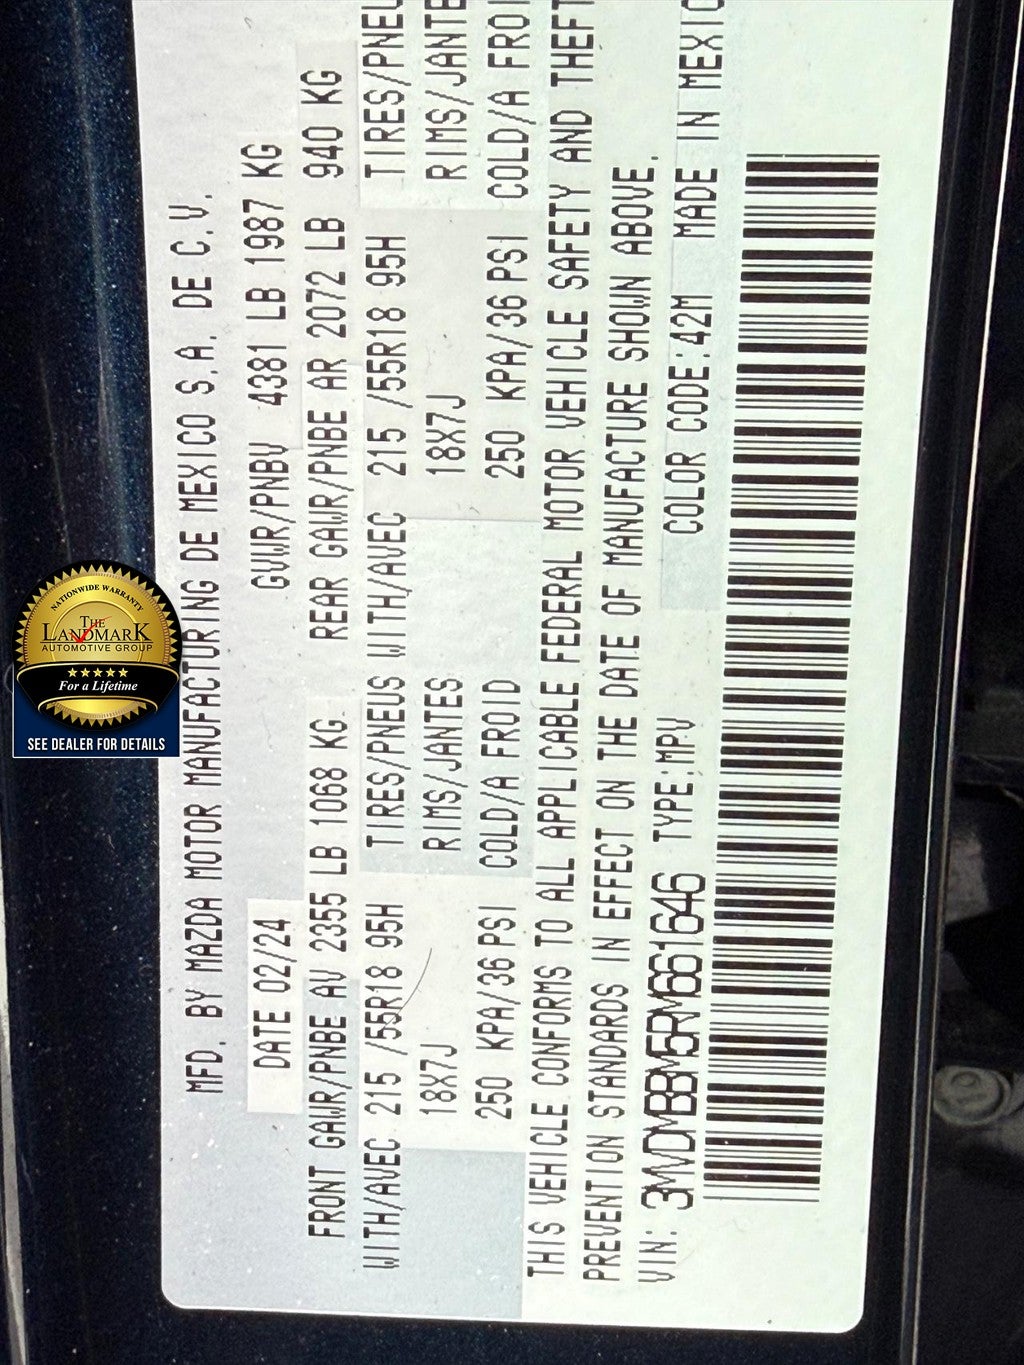 MFD. BY MAZDA MOTOR MANUFACTURING DE MEXICO S.A. DE C.V.
DATE 02/24 GVWR/PNBV 4381 LB 1987 KG
FRONT GAWR/PNBE AV 2355 LB 1068 KG REAR GAWR/PNBE AR 2072 LB 940 KG
WITH/AVEC 215 /55R18 95H TIRES/PNEUS WITH/AVEC 215 /55R18 95H TIRES/PNEU
18X7J RIMS/JANTES 18X7J RIMS/JANTE
250 KPA/36 PSI COLD/A FROID 250 KPA/36 PSI COLD/A FROI
THIS VEHICLE CONFORMS TO ALL APPLICABLE FEDERAL MOTOR VEHICLE SAFETY AND THEFT
PREVENTION STANDARDS IN EFFECT ON THE DATE OF MANUFACTURE SHOWN ABOVE.
VIN: 3MVDMBBM5RM661646 TYPE:MPV COLOR CODE:42M MADE IN MEXIC
NATIONWIDE WARRANTY
THE
LANDMARK
AUTOMOTIVE GROUP
For a Lifetime
SEE DEALER FOR DETAILS